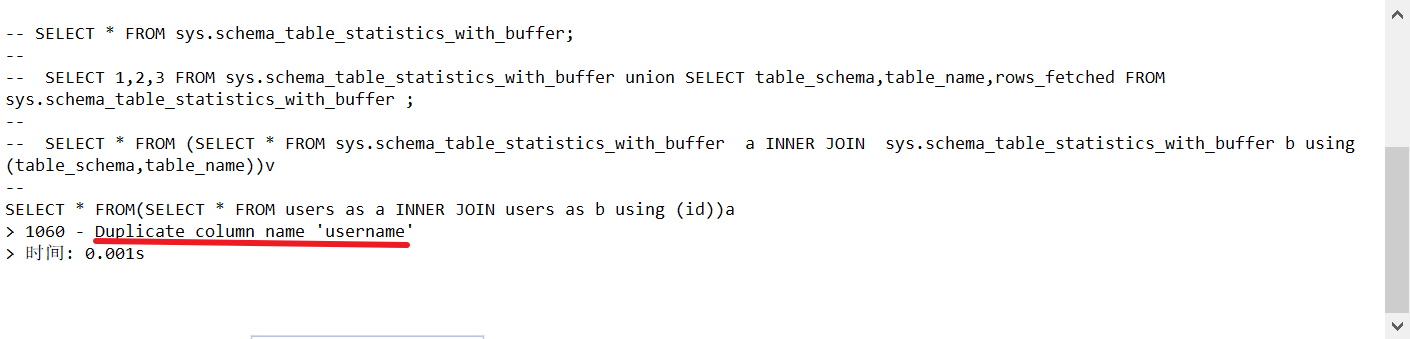 -- SELECT * FROM sys.schema_table_statistics_with_buffer;
--
--  SELECT 1,2,3 FROM sys.schema_table_statistics_with_buffer union SELECT table_schema,table_name,rows_fetched FROM
sys.schema_table_statistics_with_buffer ;
--
--  SELECT * FROM (SELECT * FROM sys.schema_table_statistics_with_buffer  a INNER JOIN  sys.schema_table_statistics_with_buffer b using
(table_schema,table_name))v
--
SELECT * FROM(SELECT * FROM users as a INNER JOIN users as b using (id))a
> 1060 - Duplicate column name 'username'
> 时间: 0.001s